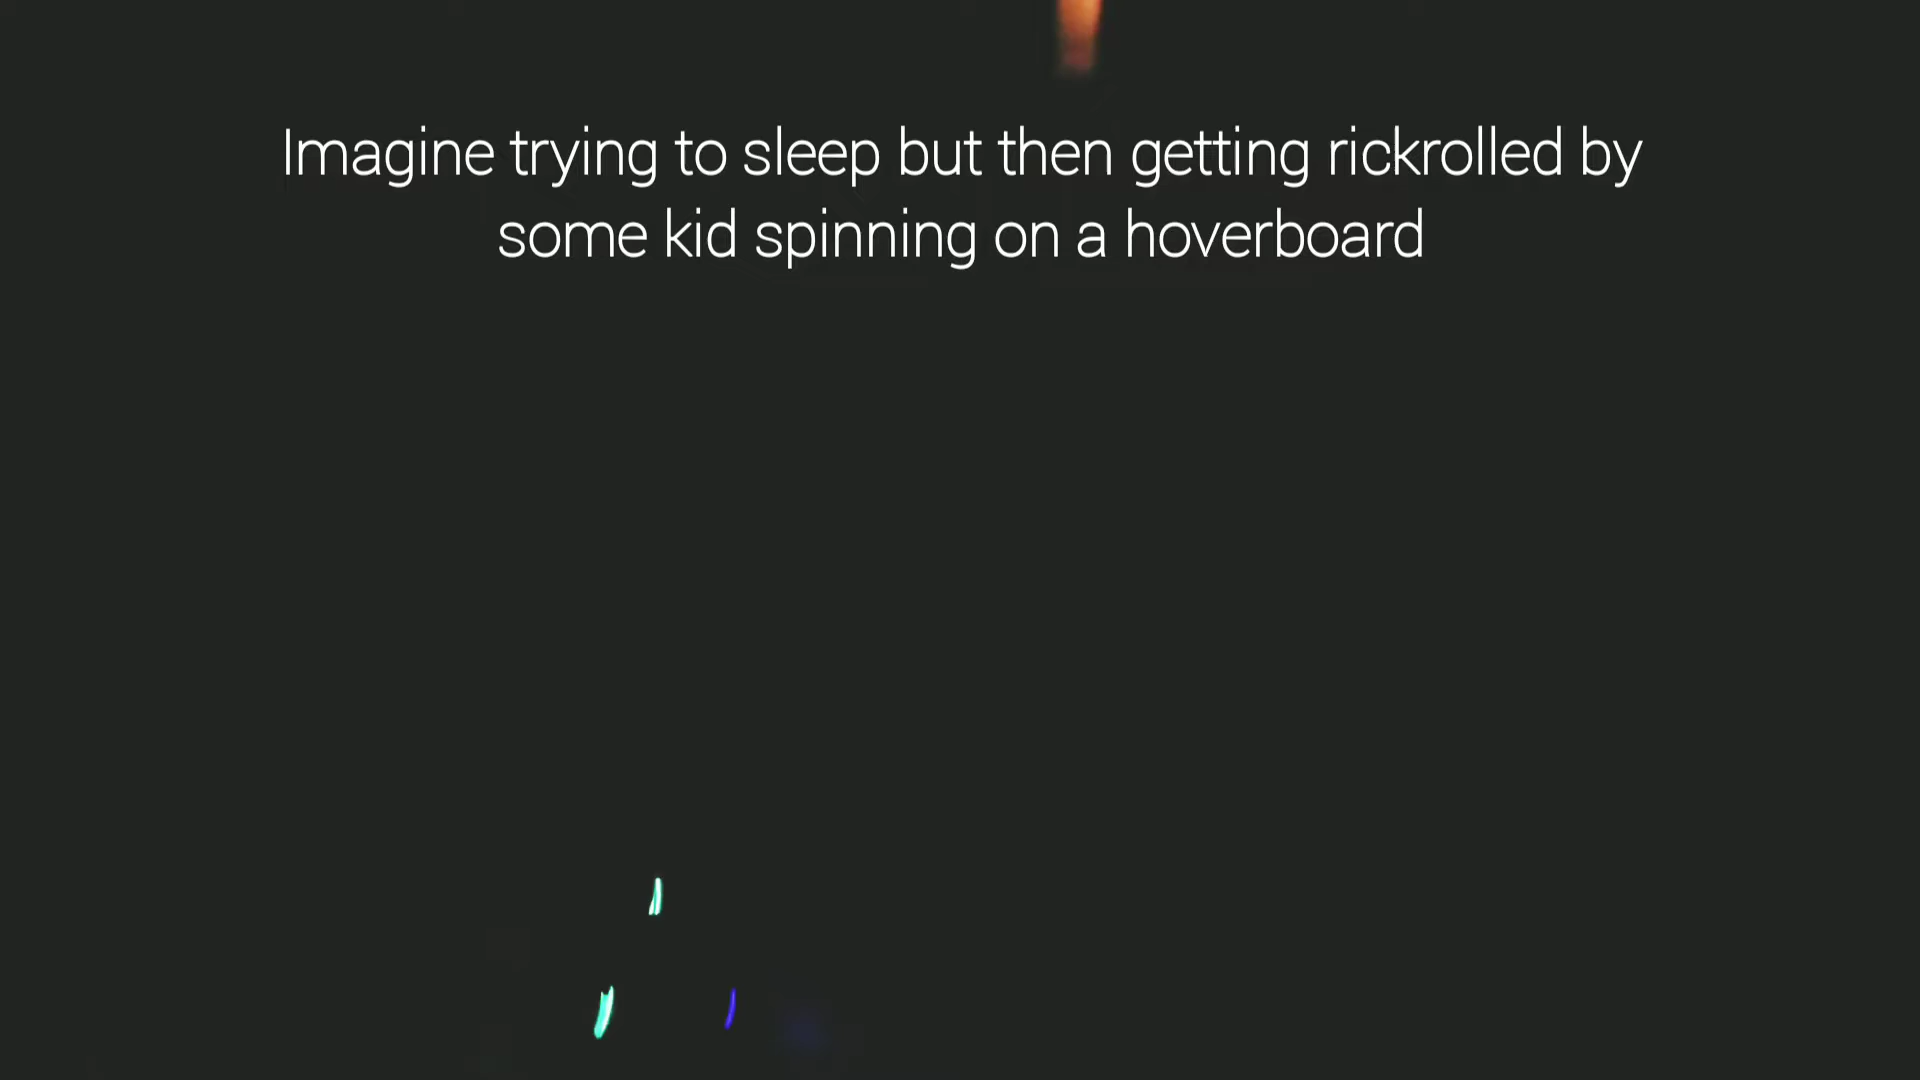 Imagine trying to sleep but then getting rickrolled by
some kid spinning on a hoverboard